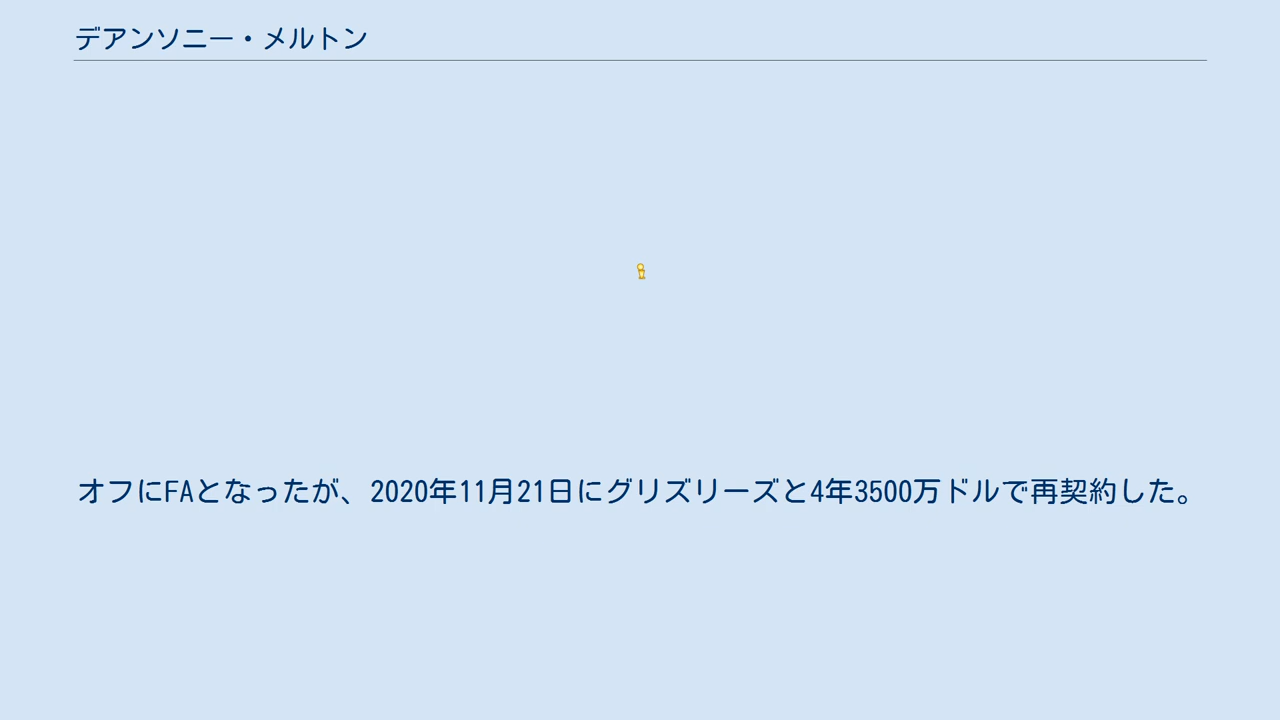 デアンソニー・メルトン
オフにFAとなったが、2020年11月21日にグリズリーズと4年3500万ドルで再契約した。